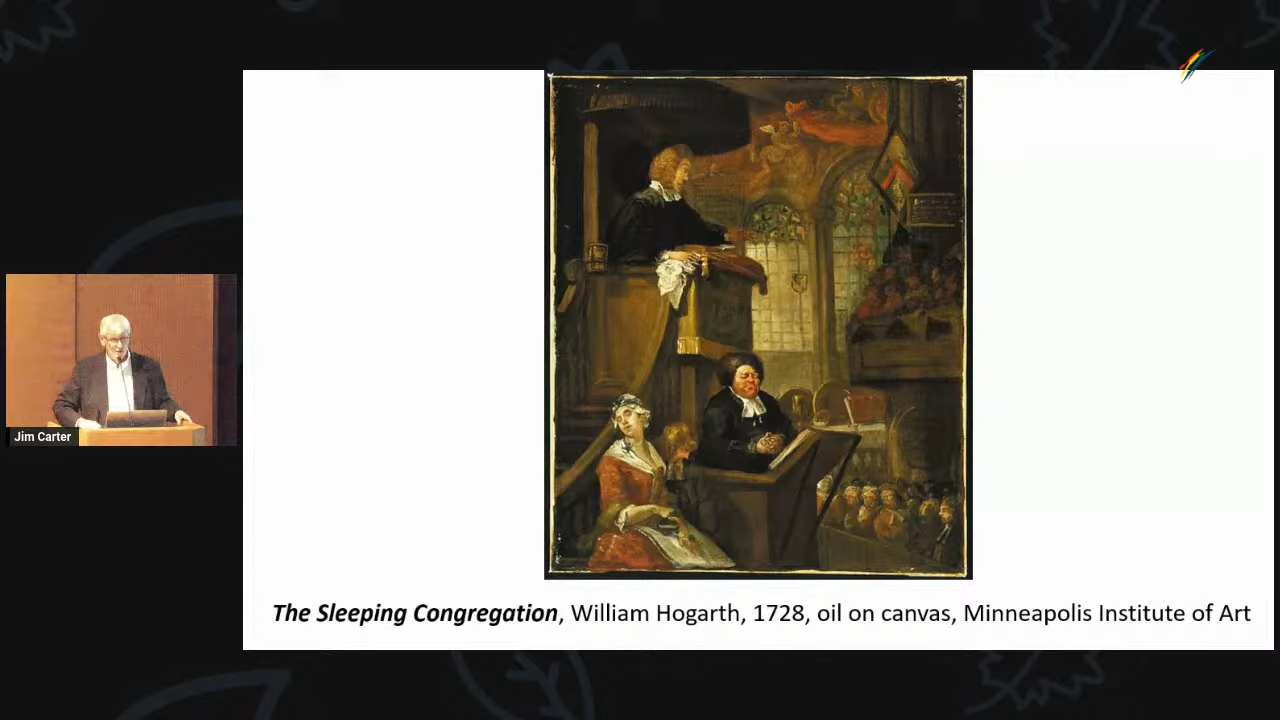 Jim Carter
The Sleeping Congregation, William Hogarth, 1728, oil on canvas, Minneapolis Institute of Art